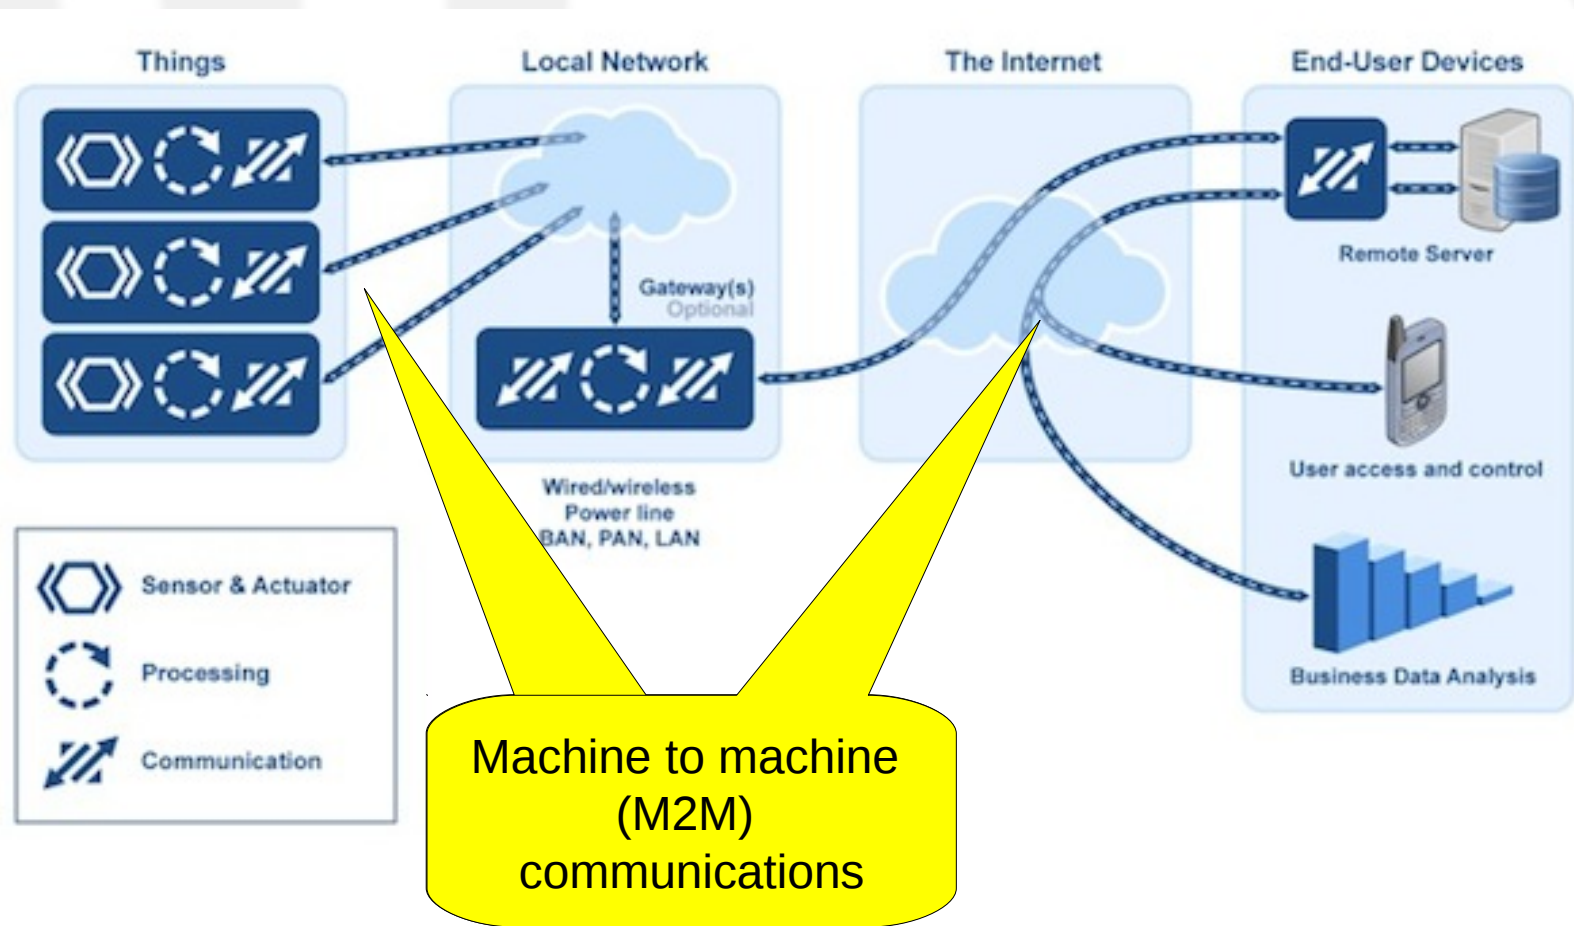 Things
Local Network
The Internet
End-User Devices
Gateway(s)
Optional
Remote Server
User access and control
Wired/wireless
Power line
BAN, PAN, LAN
Sensor & Actuator
Processing
Communication
Business Data Analysis
Machine to machine
(M2M)
communications